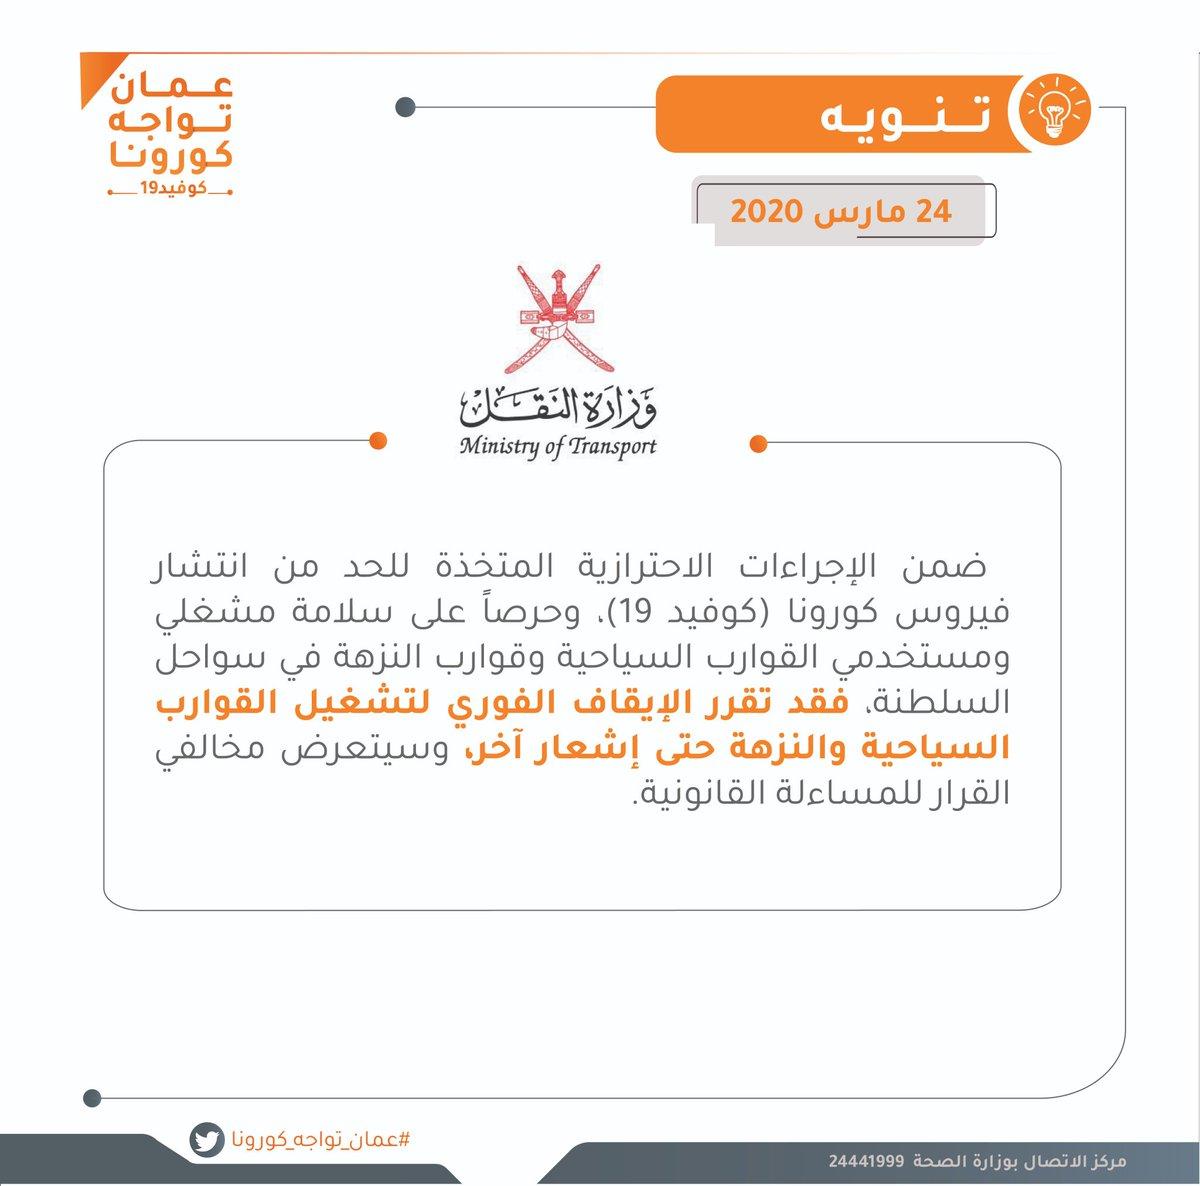 عمان
تواجه
كورونا
كوفيد19
تنويه
24 مارس 2020
وزارة النقل
Ministry of Transport
ضمن الإجراءات الاحترازية المتخذة للحد من انتشار
فيروس كورونا (كوفيد 19)، وحرصاً على سلامة مشغلي
ومستخدمي القوارب السياحية وقوارب النزهة في سواحل
السلطنة، فقد تقرر الإيقاف الفوري لتشغيل القوارب
السياحية والنزهة حتى إشعار آخر، وسيتعرض مخالفي
القرار للمساءلة القانونية.
#عمان_تواجه_كورونا
مركز الاتصال بوزارة الصحة 24441999